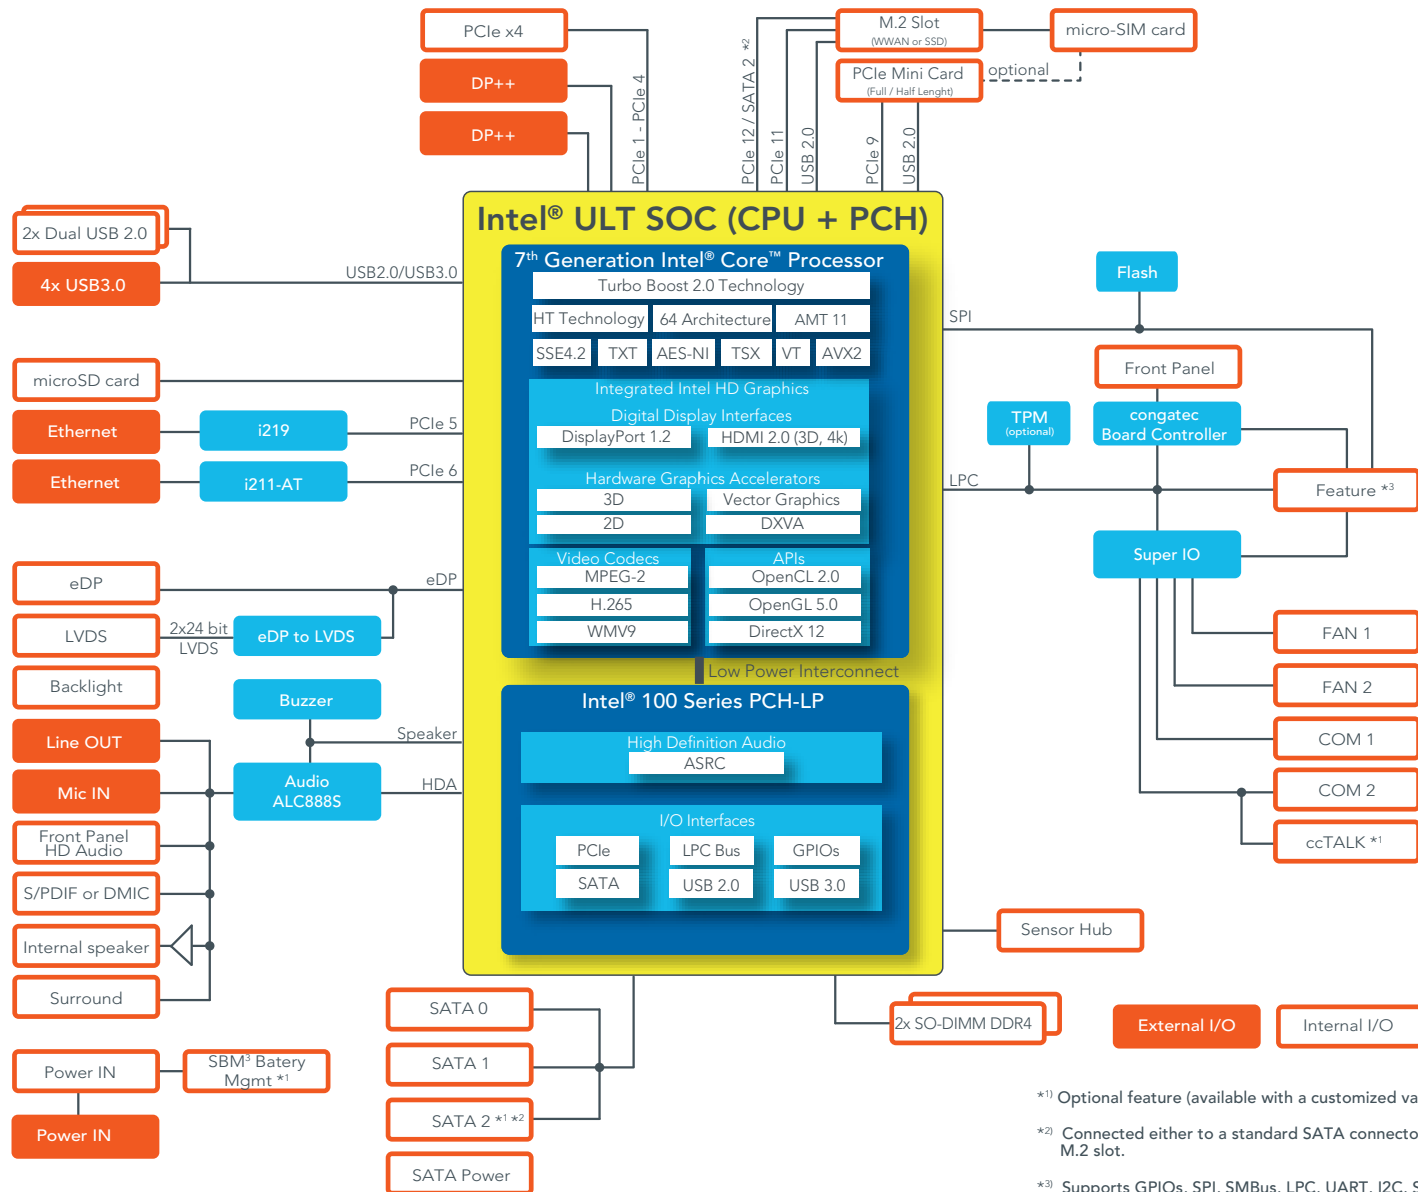 PCIe x4
DP++
DP++
PCIe 1 - PCIe 4
PCIe 12 / SATA 2 *2
PCIe 11
USB 2.0
PCIe 9
USB 2.0
M.2 Slot
(WWAN or SSD)
micro-SIM card
PCIe Mini Card
(Full / Half Lenght)
optional
2x Dual USB 2.0
4x USB3.0
USB2.0/USB3.0
microSD card
Ethernet
i219
PCIe 5
Ethernet
i211-AT
PCIe 6
eDP
eDP
LVDS
2x24 bit
LVDS
eDP to LVDS
Backlight
Buzzer
Line OUT
Speaker
Mic IN
Audio
ALC888S
HDA
Front Panel
HD Audio
S/PDIF or DMIC
Internal speaker
Surround
Power IN
SBM³ Batery
Mgmt *1
Power IN
Intel® ULT SOC (CPU + PCH)
7th Generation Intel® Core™ Processor
Turbo Boost 2.0 Technology
HT Technology
64 Architecture
AMT 11
SSE4.2
TXT
AES-NI
TSX
VT
AVX2
Integrated Intel HD Graphics
Digital Display Interfaces
DisplayPort 1.2
HDMI 2.0 (3D, 4k)
Hardware Graphics Accelerators
3D
Vector Graphics
2D
DXVA
Video Codecs
APIs
MPEG-2
OpenCL 2.0
H.265
OpenGL 5.0
WMV9
DirectX 12
Low Power Interconnect
Intel® 100 Series PCH-LP
High Definition Audio
ASRC
I/O Interfaces
PCIe
LPC Bus
GPIOs
SATA
USB 2.0
USB 3.0
SPI
Flash
Front Panel
TPM
(optional)
congatec
Board Controller
LPC
Feature *3
Super IO
FAN 1
FAN 2
COM 1
COM 2
ccTALK *1
Sensor Hub
SATA 0
SATA 1
SATA 2 *1 *2
SATA Power
2x SO-DIMM DDR4
External I/O
Internal I/O
*1) Optional feature (available with a customized va
*2) Connected either to a standard SATA connecto
M.2 slot.
*3) Supports GPIOs, SPI, SMBus, LPC, UART, I2C, S